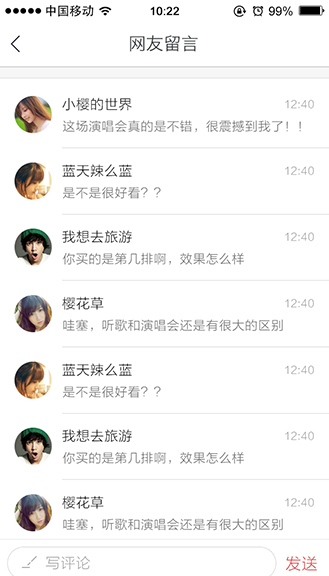 中国移动 10:22 99%
网友留言
小樱的世界 12:40
这场演唱会真的是不错，很震撼到我了！！
蓝天辣么蓝 12:40
是不是很好看？？
我想去旅游 12:40
你买的是第几排啊，效果怎么样
樱花草 12:40
哇塞，听歌和演唱会还是有很大的区别
蓝天辣么蓝 12:40
是不是很好看？？
我想去旅游 12:40
你买的是第几排啊，效果怎么样
樱花草 12:40
哇塞，听歌和演唱会还是有很大的区别
写评论 发送